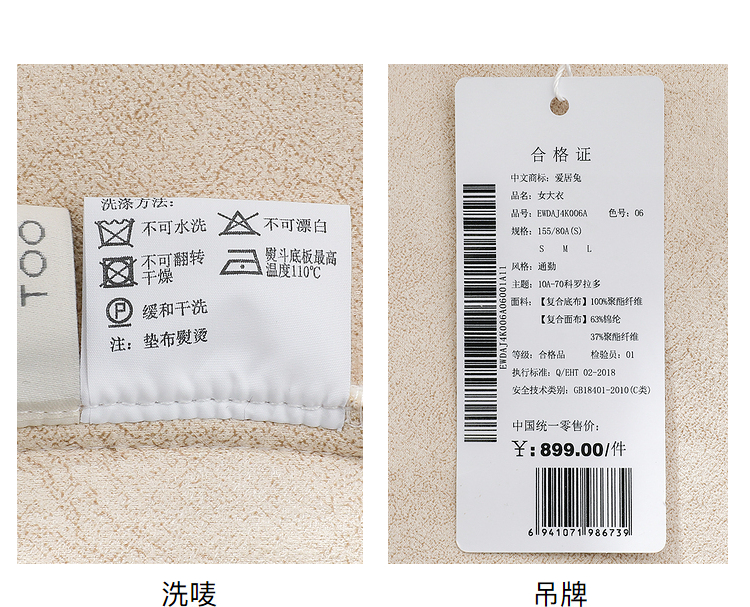 洗涤方法:
不可水洗
不可漂白
不可翻转
干燥
熨斗底板最高
温度110℃
P
缓和干洗
注: 垫布熨烫
TOO
洗唛
合格证
中文商标: 爱居兔
品名: 女大衣
品号: EWDAJ4K006A 色号: 06
规格: 155/80A(S)
S M L
风格: 通勤
主题: 10A-70科罗拉多
面料: 【复合底布】100%聚酯纤维
【复合面布】63%锦纶
37%聚酯纤维
等级: 合格品 检验员: 01
执行标准: Q/EHT 02-2018
安全技术类别: GB18401-2010(C类)
中国统一零售价:
¥:899.00/件
EWDAJ4K006A06001A11
6 941071 986739
吊牌